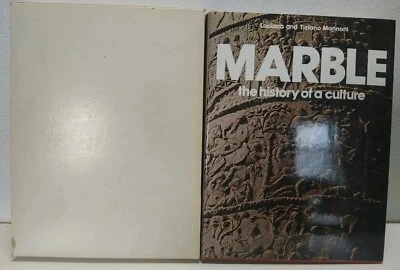 Luciana and Tiziano Mannoni
MARBLE
the history of a culture